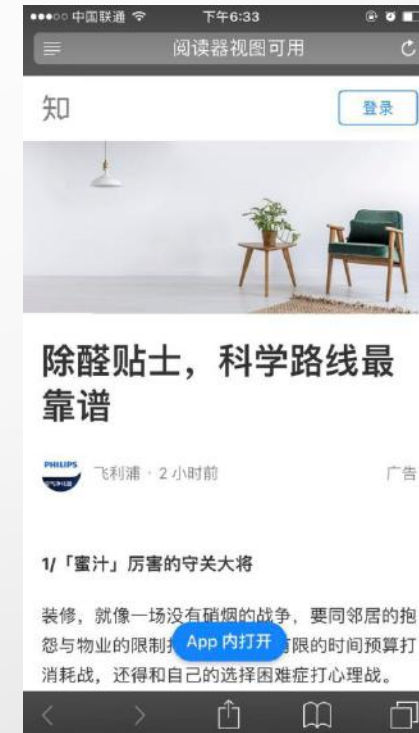 中国联通 下午6:33
阅读器视图可用
知 登录
除醛贴士，科学路线最
靠谱
PHILIPS
飞利浦 · 2 小时前 广告
1/「蜜汁」厉害的守关大将
装修，就像一场没有硝烟的战争，要同邻居的抱
怨与物业的限制 App 内打开 有限的时间预算打
消耗战，还得和自己的选择困难症打心理战。